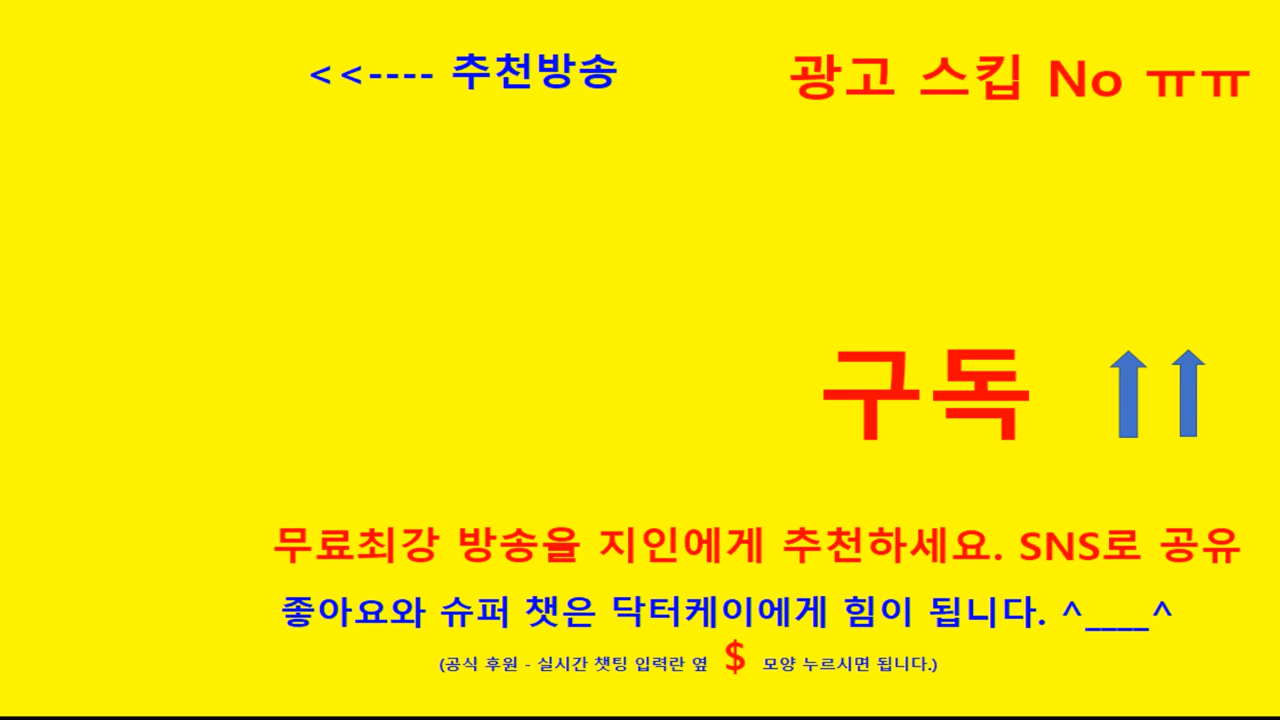 <<---- 추천방송
광고 스킵 No ㅠㅠ
구독
무료최강 방송을 지인에게 추천하세요. SNS로 공유
좋아요와 슈퍼 챗은 닥터케이에게 힘이 됩니다. ^____^
(공식 후원 - 실시간 챗팅 입력란 옆 $ 모양 누르시면 됩니다.)